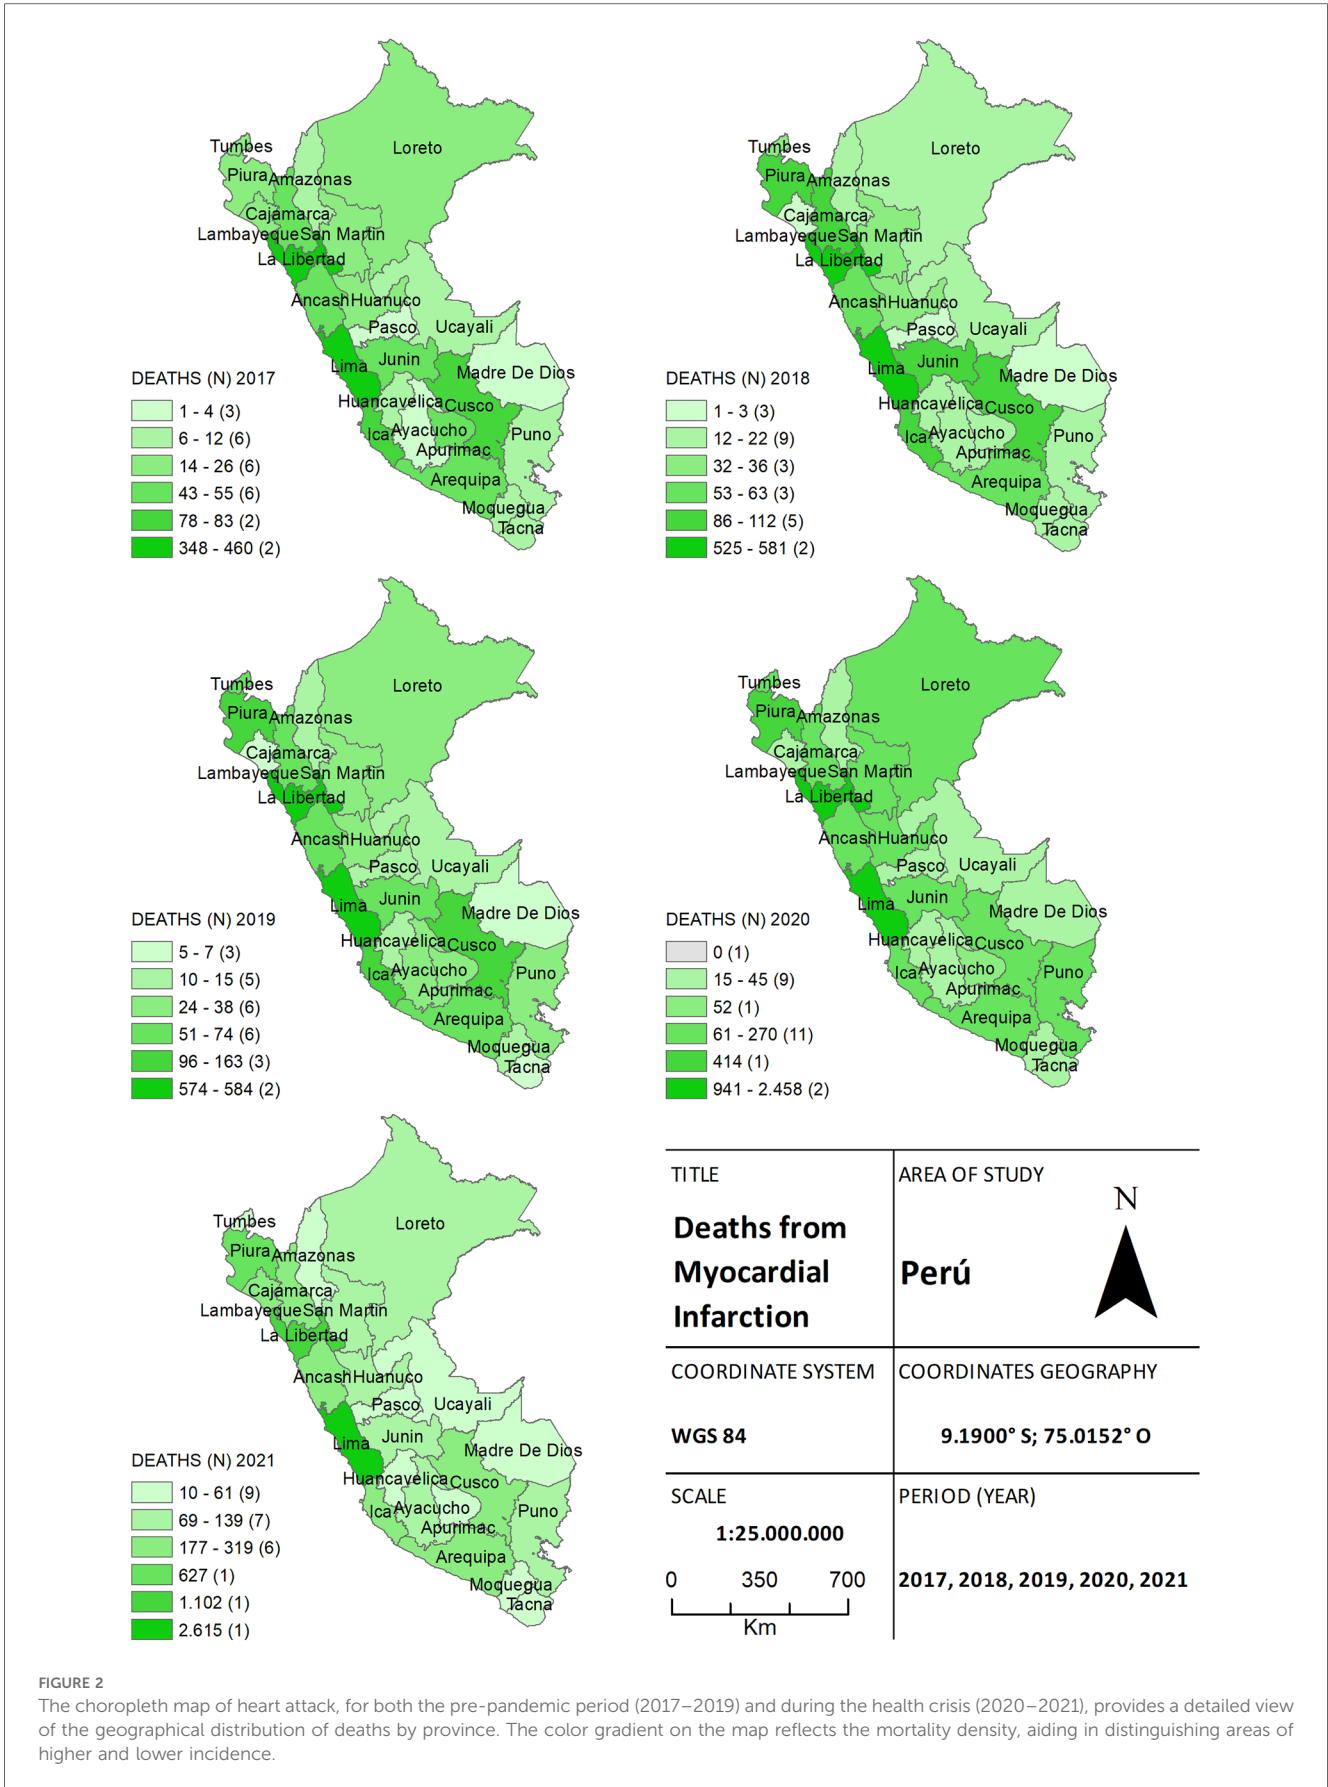 Loreto
Tumbes
Piura
Amazonas
Cajamarca
Lambayeque
San Martin
La Libertad
Ancash
Huanuco
Pasco
Ucayali
Lima
Junin
Madre De Dios
Huancavelica
Cusco
Ica
Ayacucho
Apurimac
Puno
Arequipa
Moquegua
Tacna
DEATHS (N) 2017
1 - 4 (3)
6 - 12 (6)
14 - 26 (6)
43 - 55 (6)
78 - 83 (2)
348 - 460 (2)
Loreto
Tumbes
Piura
Amazonas
Cajamarca
Lambayeque
San Martin
La Libertad
Ancash
Huanuco
Pasco
Ucayali
Lima
Junin
Madre De Dios
Huancavelica
Cusco
Ica
Ayacucho
Apurimac
Puno
Arequipa
Moquegua
Tacna
DEATHS (N) 2018
1 - 3 (3)
12 - 22 (9)
32 - 36 (3)
53 - 63 (3)
86 - 112 (5)
525 - 581 (2)
Loreto
Tumbes
Piura
Amazonas
Cajamarca
Lambayeque
San Martin
La Libertad
Ancash
Huanuco
Pasco
Ucayali
Lima
Junin
Madre De Dios
Huancavelica
Cusco
Ica
Ayacucho
Apurimac
Puno
Arequipa
Moquegua
Tacna
DEATHS (N) 2019
5 - 7 (3)
10 - 15 (5)
24 - 38 (6)
51 - 74 (6)
96 - 163 (3)
574 - 584 (2)
Loreto
Tumbes
Piura
Amazonas
Cajamarca
Lambayeque
San Martin
La Libertad
Ancash
Huanuco
Pasco
Ucayali
Lima
Junin
Madre De Dios
Huancavelica
Cusco
Ica
Ayacucho
Apurimac
Puno
Arequipa
Moquegua
Tacna
DEATHS (N) 2020
0 (1)
15 - 45 (9)
52 (1)
61 - 270 (11)
414 (1)
941 - 2.458 (2)
Loreto
Tumbes
Piura
Amazonas
Cajamarca
Lambayeque
San Martin
La Libertad
Ancash
Huanuco
Pasco
Ucayali
Lima
Junin
Madre De Dios
Huancavelica
Cusco
Ica
Ayacucho
Apurimac
Puno
Arequipa
Moquegua
Tacna
DEATHS (N) 2021
10 - 61 (9)
69 - 139 (7)
177 - 319 (6)
627 (1)
1.102 (1)
2.615 (1)
TITLE
Deaths from
Myocardial
Infarction
AREA OF STUDY
Perú
N
COORDINATE SYSTEM
WGS 84
COORDINATES GEOGRAPHY
9.1900° S; 75.0152° O
SCALE
1:25.000.000
0 350 700
Km
PERIOD (YEAR)
2017, 2018, 2019, 2020, 2021
FIGURE 2
The choropleth map of heart attack, for both the pre-pandemic period (2017–2019) and during the health crisis (2020–2021), provides a detailed view
of the geographical distribution of deaths by province. The color gradient on the map reflects the mortality density, aiding in distinguishing areas of
higher and lower incidence.